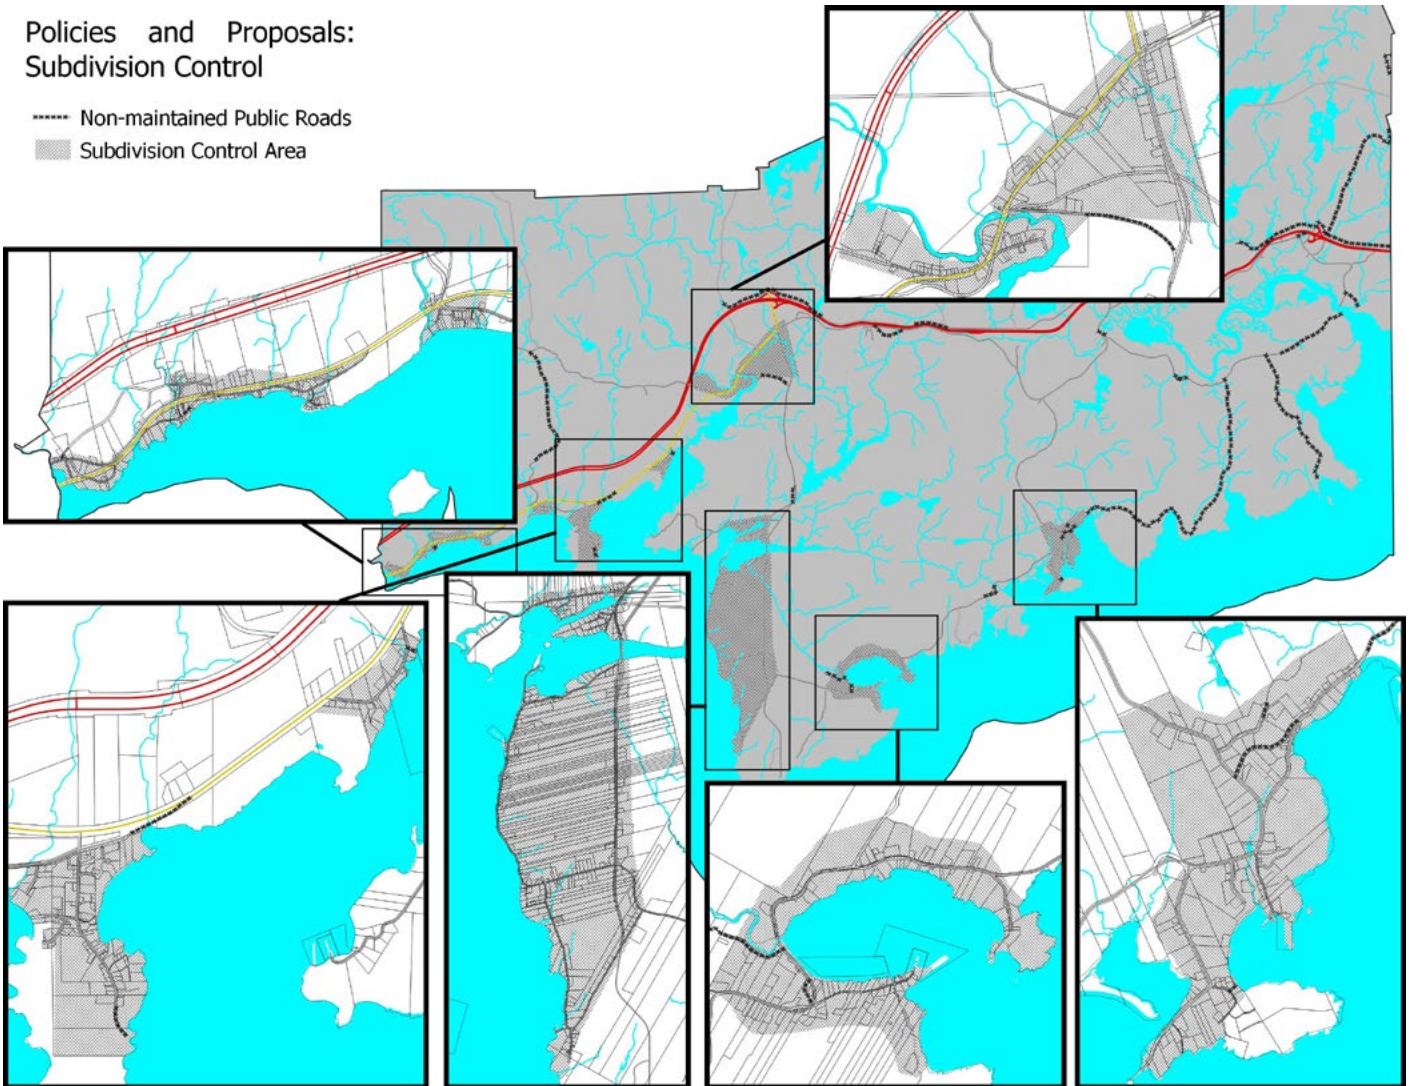 Policies and Proposals:
Subdivision Control
Non-maintained Public Roads
Subdivision Control Area